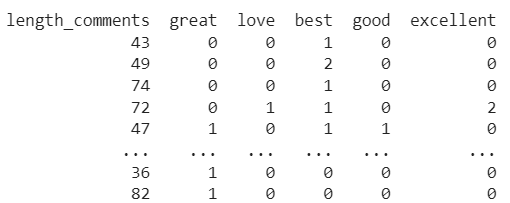 length_comments great love best good excellent
43 0 0 1 0 0
49 0 0 2 0 0
74 0 0 1 0 0
72 0 1 1 0 2
47 1 0 1 1 0
... ... ... ... ... ...
36 1 0 0 0 0
82 1 0 0 0 0